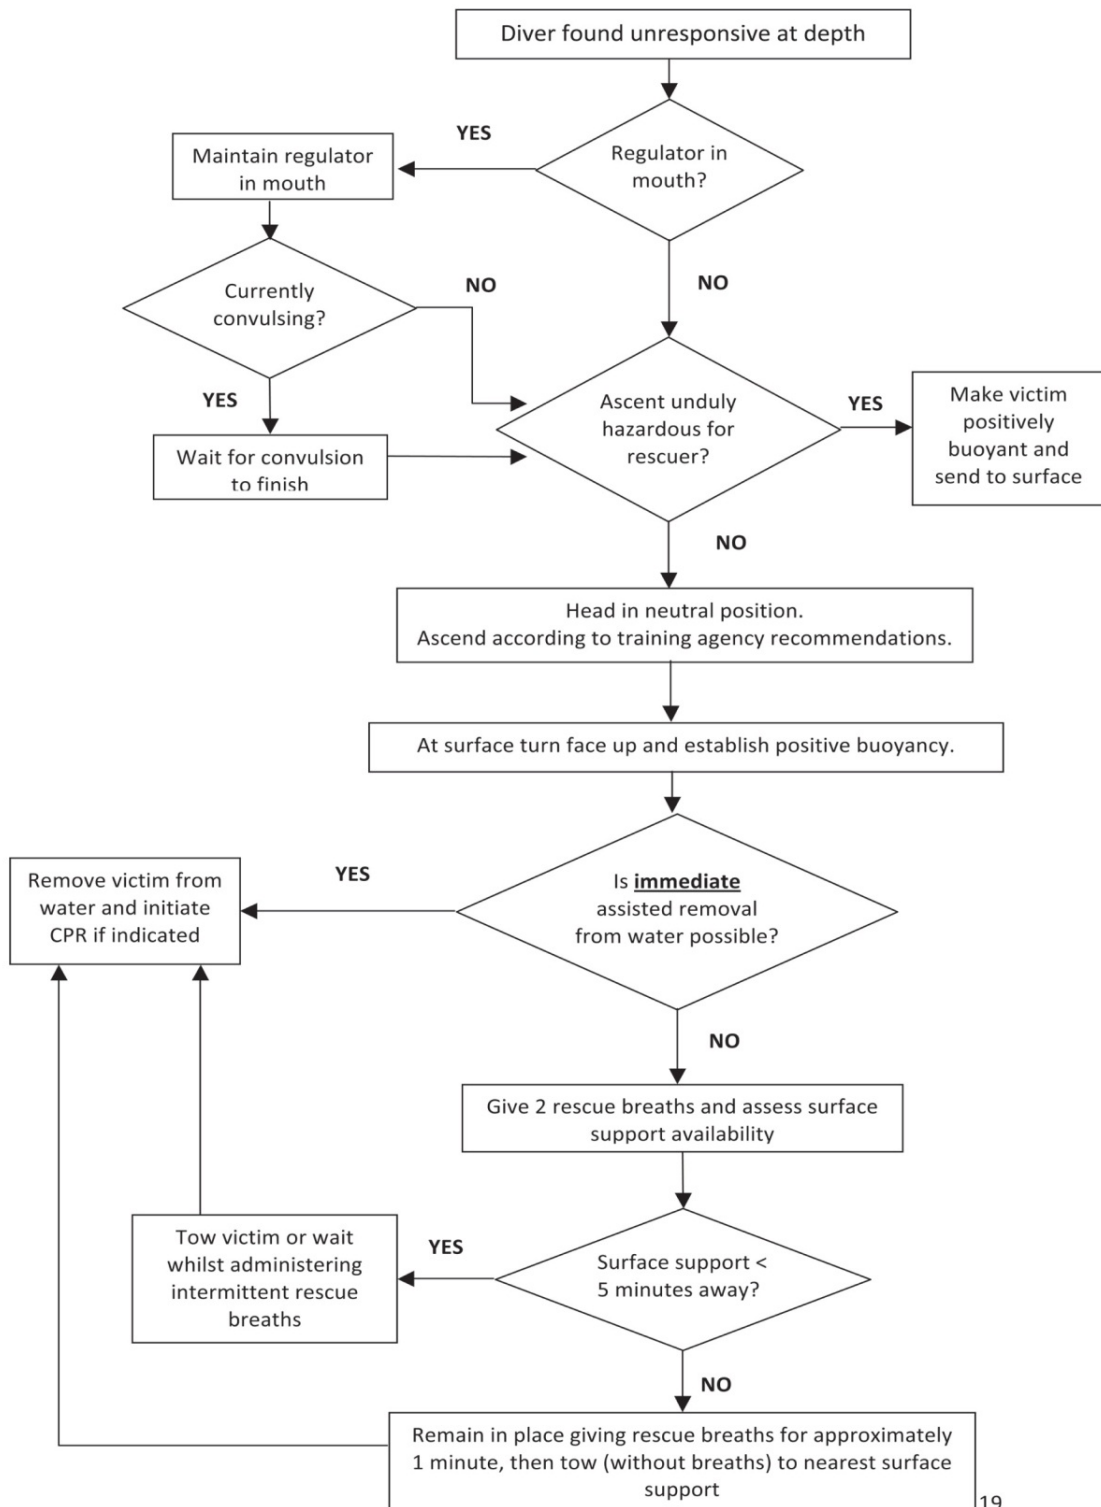 Diver found unresponsive at depth
YES
Regulator in
mouth?
Maintain regulator
in mouth
NO
Currently
convulsing?
NO
YES
Wait for convulsion
to finish
Ascent unduly
hazardous for
rescuer?
YES
Make victim
positively
buoyant and
send to surface
NO
Head in neutral position.
Ascend according to training agency recommendations.
At surface turn face up and establish positive buoyancy.
Is immediate
assisted removal
from water possible?
YES
Remove victim from
water and initiate
CPR if indicated
NO
Give 2 rescue breaths and assess surface
support availability
Surface support <
5 minutes away?
YES
Tow victim or wait
whilst administering
intermittent rescue
breaths
NO
Remain in place giving rescue breaths for approximately
1 minute, then tow (without breaths) to nearest surface
support
19